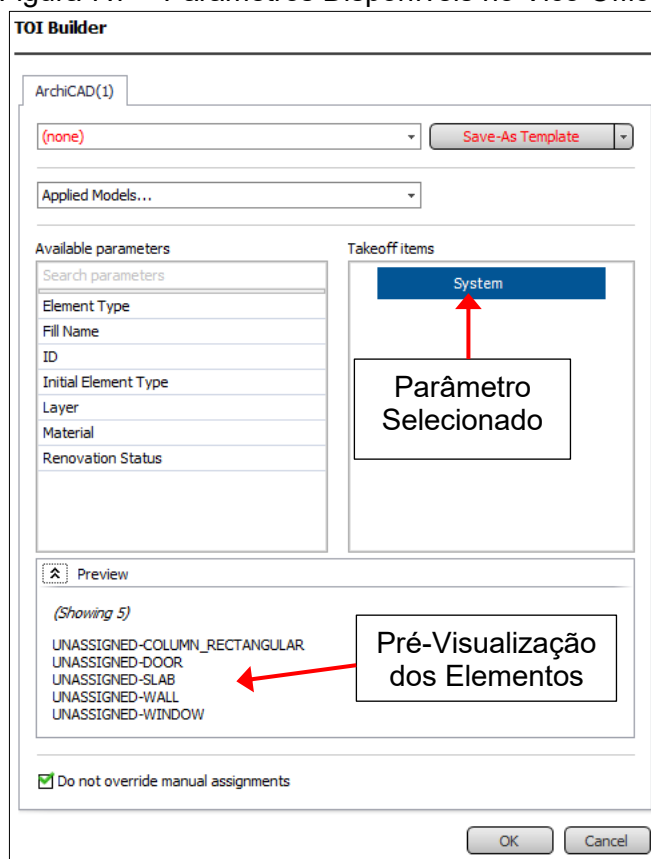 TOI Builder
ArchiCAD(1)
(none)
Save-As Template
Applied Models...
Available parameters
Takeoff items
Search parameters
System
Element Type
Fill Name
ID
Initial Element Type
Layer
Material
Renovation Status
Parâmetro
Selecionado
Preview
(Showing 5)
UNASSIGNED-COLUMN_RECTANGULAR
UNASSIGNED-DOOR
UNASSIGNED-SLAB
UNASSIGNED-WALL
UNASSIGNED-WINDOW
Pré-Visualização
dos Elementos
Do not override manual assignments
OK
Cancel